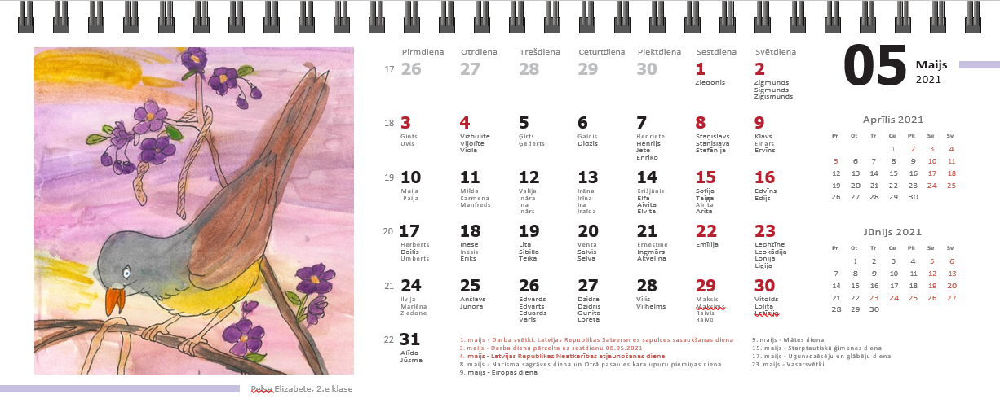 Pirmdiena Otrdiena Trešdiena Ceturtdiena Piektdiena Sestdiena Svētdiena
17 26 27 28 29 30 1 2
Ziedonis
Zigmunds
Sigmunds
Zigismunds
05 Maijs
2021
18 3 4 5 6 7 8 9
Gints
Uvis
Vizbulīte
Vijolīte
Viola
Ģirts
Ģederts
Gaidis
Didzis
Henriete
Henrijs
Jete
Enriko
Staņislavs
Staņislava
Stefānija
Klāvs
Einārs
Ervīns
19 10 11 12 13 14 15 16
Maija
Paija
Milda
Karmena
Manfreds
Valija
Ināra
Ina
Inārs
Irēna
Irīna
Ira
Iraīda
Krišjānis
Elfa
Aivita
Elvita
Sofija
Taiga
Airita
Arita
Edvīns
Edijs
20 17 18 19 20 21 22 23
Herberts
Dailis
Umberts
Inese
Inesis
Eriks
Lita
Sibilla
Teika
Venta
Salvis
Selva
Ernestīne
Ingmārs
Akvelīna
Emīlija
Leontīne
Leokādija
Lonija
Ligija
21 24 25 26 27 28 29 30
Ilvija
Marlēna
Ziedone
Anšlavs
Junora
Edvards
Edvarts
Eduards
Varis
Dzidra
Dzidris
Gunita
Loreta
Vilis
Vilhelms
Maksis
Maksims
Raivis
Raivo
Vitolds
Lolita
Letīcija
22 31
Alīda
Jūsma
Aprīlis 2021
Pr Ot Tr Ce Pk Se Sv
1 2 3 4
5 6 7 8 9 10 11
12 13 14 15 16 17 18
19 20 21 22 23 24 25
26 27 28 29 30
Jūnijs 2021
Pr Ot Tr Ce Pk Se Sv
1 2 3 4 5 6
7 8 9 10 11 12 13
14 15 16 17 18 19 20
21 22 23 24 25 26 27
28 29 30
1. maijs - Darba svētki. Latvijas Republikas Satversmes sapulces sasaukšanas diena
3. maijs - Darba diena pārcelta uz sestdienu 08.05.2021
4. maijs - Latvijas Republikas Neatkarības atjaunošanas diena
8. maijs - Nacisma sagrāves diena un Otrā pasaules kara upuru piemiņas diena
9. maijs - Eiropas diena
9. maijs - Mātes diena
15. maijs - Starptautiskā ģimenes diena
17. maijs - Ugunsdzēsēju un glābēju diena
23. maijs - Vasarsvētki
Pelse Elizabete, 2.e klase